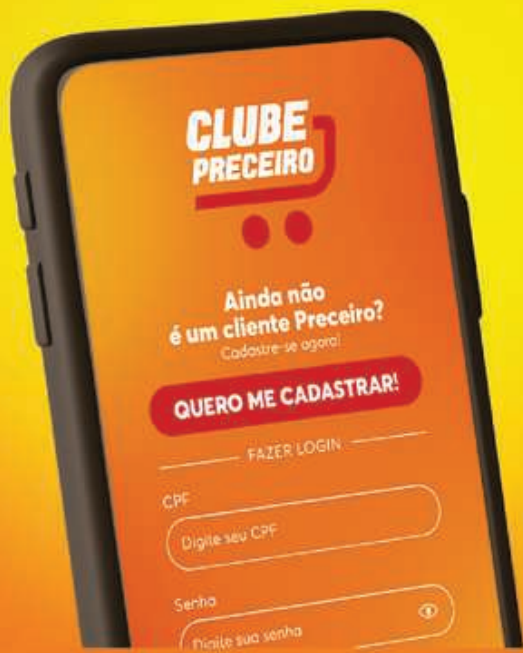 CLUBE
PRECEIRO
Ainda não
é um cliente Preceiro?
Cadastre-se agora!
QUERO ME CADASTRAR!
FAZER LOGIN
CPF
Digite seu CPF
Senha
Digite sua senha